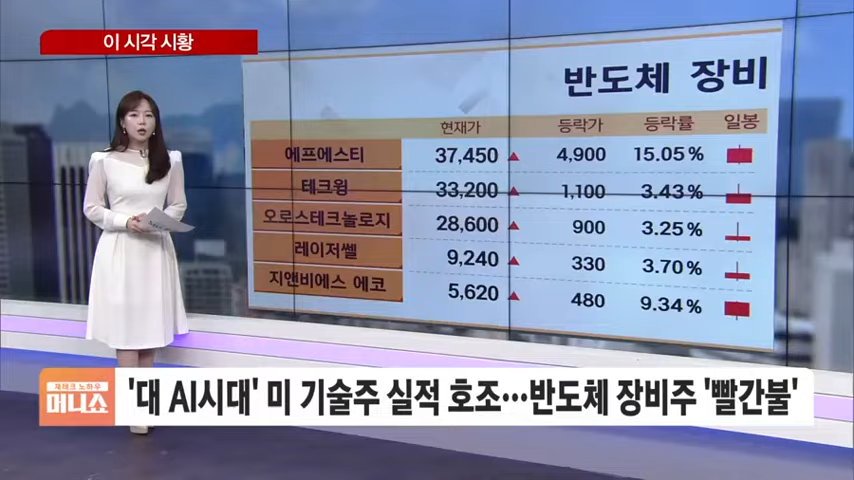 이 시각 시황
반도체 장비
현재가 등락가 등락률 일봉
에프에스티 37,450 ▲ 4,900 15.05%
테크윙 33,200 ▲ 1,100 3.43%
오로스테크놀로지 28,600 ▲ 900 3.25%
레이저쎌 9,240 ▲ 330 3.70%
지앤비에스 에코 5,620 ▲ 480 9.34%
재테크 노하우
머니쇼
'대 AI시대' 미 기술주 실적 호조…반도체 장비주 '빨간불'